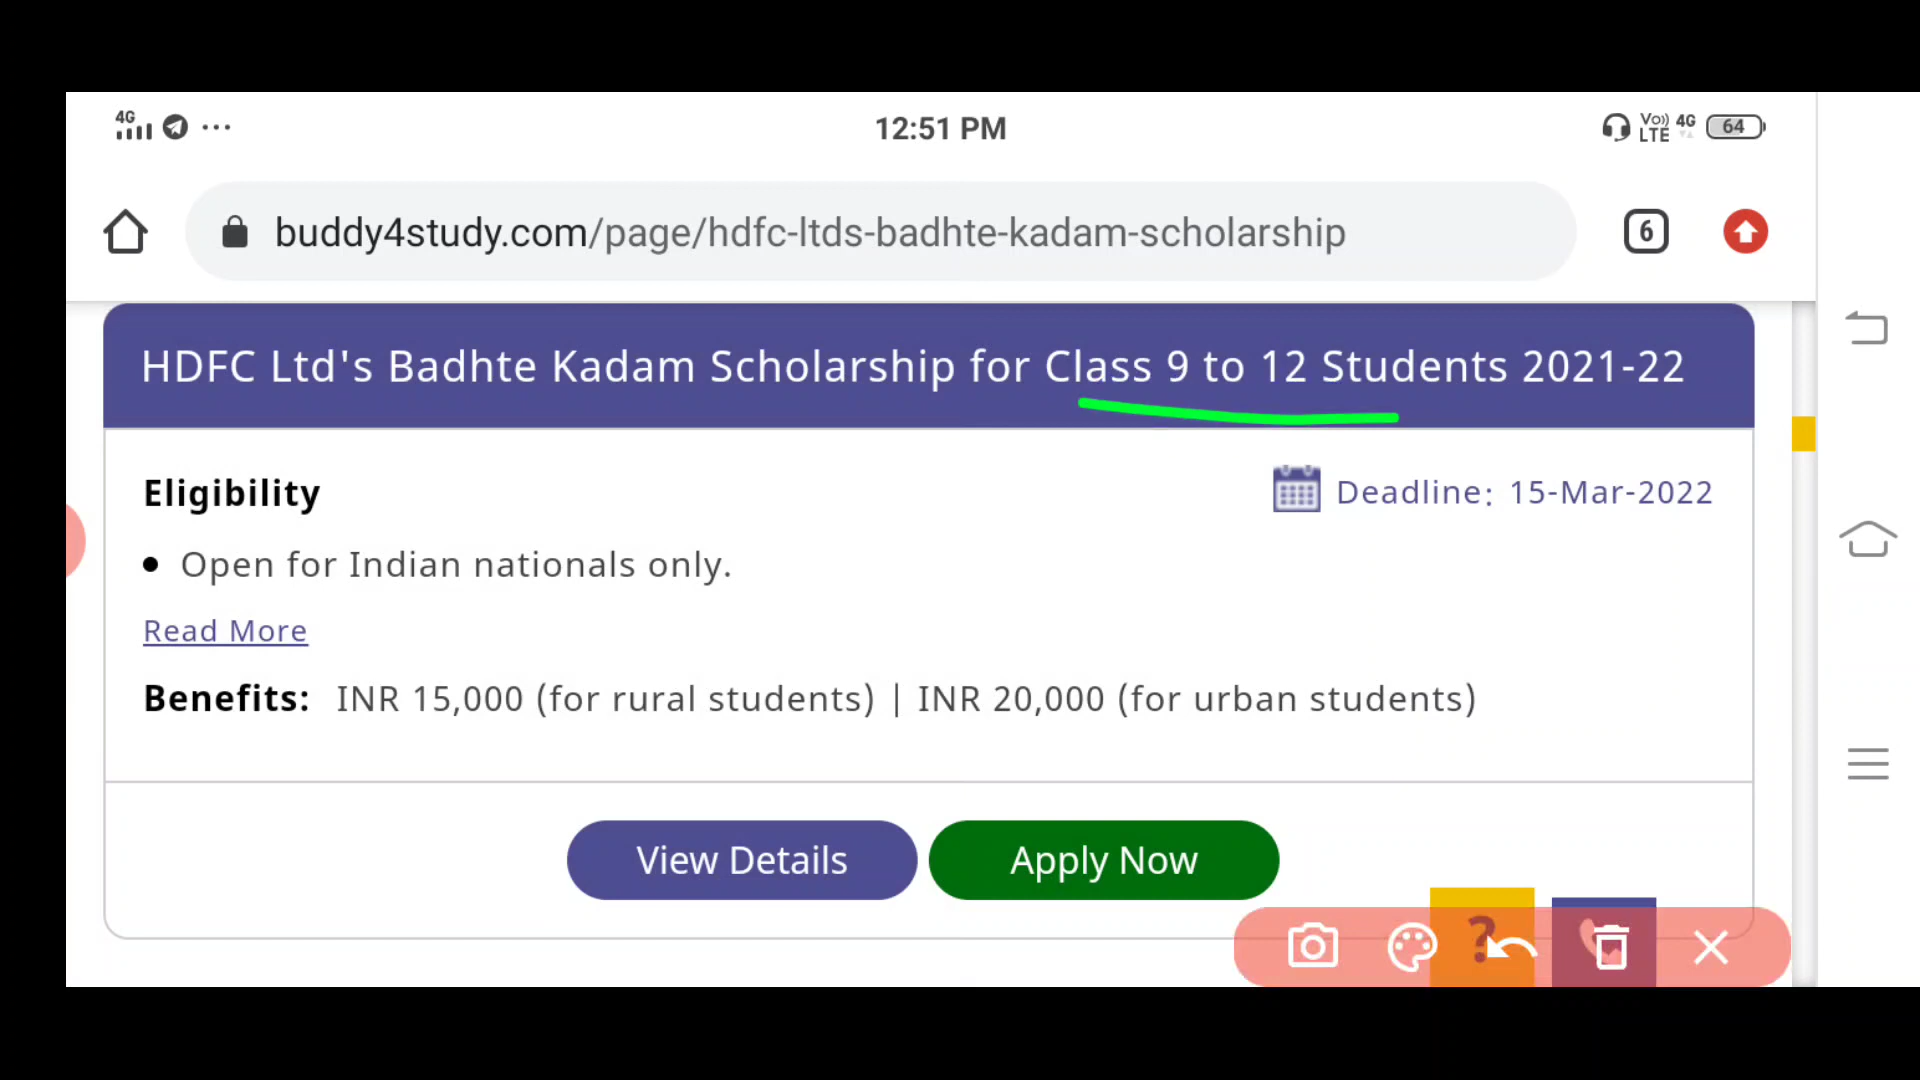 4G 12:51 PM Vo)) LTE 4G 64
buddy4study.com/page/hdfc-ltds-badhte-kadam-scholarship 6
HDFC Ltd's Badhte Kadam Scholarship for Class 9 to 12 Students 2021-22
Eligibility Deadline: 15-Mar-2022
• Open for Indian nationals only.
Read More
Benefits: INR 15,000 (for rural students) | INR 20,000 (for urban students)
View Details Apply Now
?